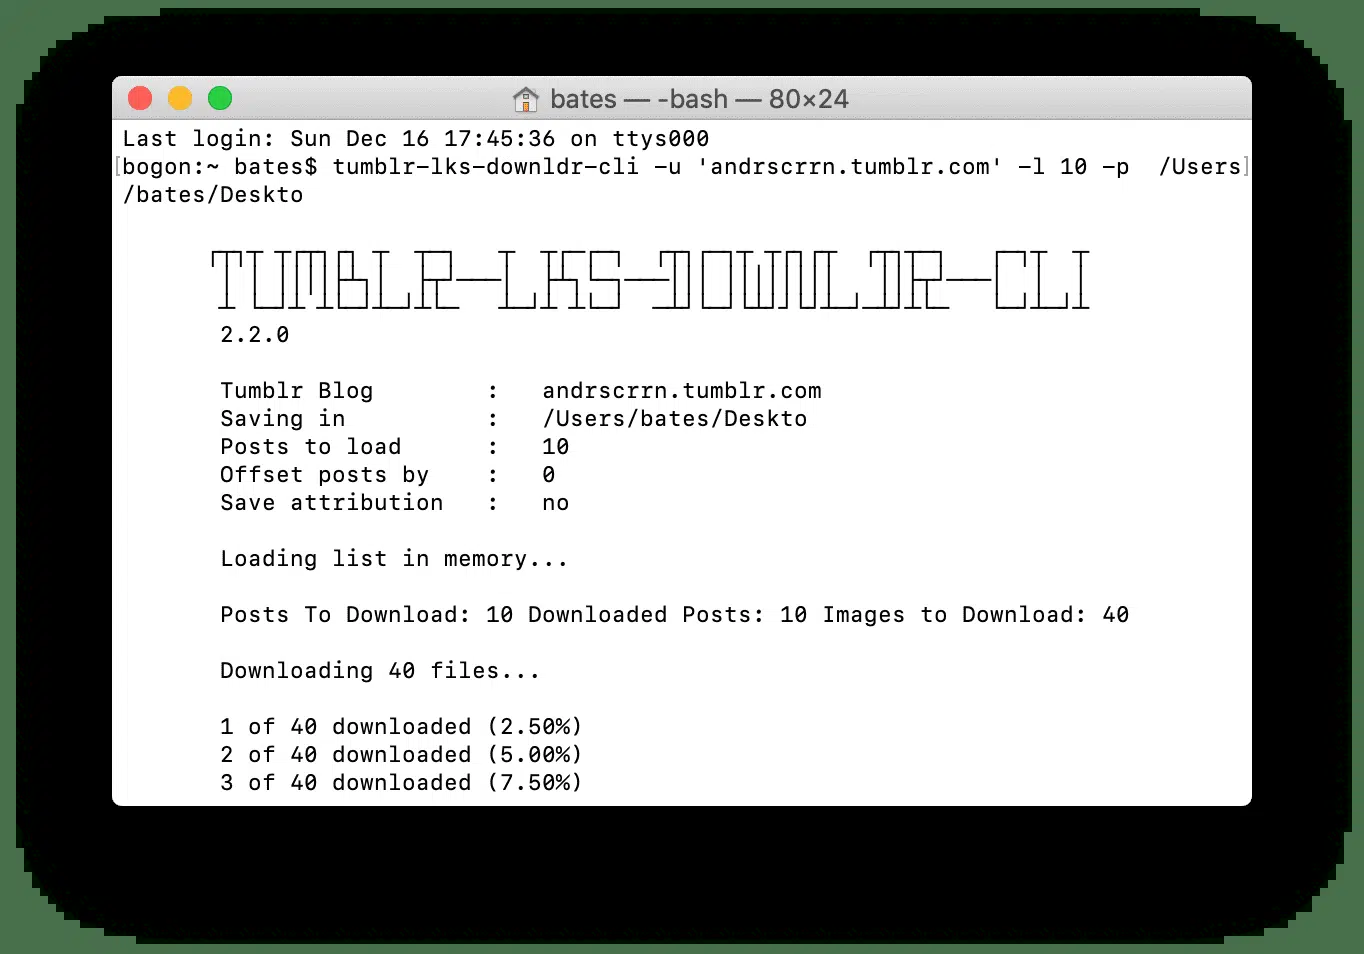 bates — -bash — 80×24
Last login: Sun Dec 16 17:45:36 on ttys000
[bogon:~ bates$ tumblr-lks-downldr-cli -u 'andrscrrn.tumblr.com' -l 10 -p  /Users]
/bates/Deskto
TUMBLR-LKS-DOWNLDR-CLI
2.2.0
Tumblr Blog : andrscrrn.tumblr.com
Saving in : /Users/bates/Deskto
Posts to load : 10
Offset posts by : 0
Save attribution : no
Loading list in memory...
Posts To Download: 10 Downloaded Posts: 10 Images to Download: 40
Downloading 40 files...
1 of 40 downloaded (2.50%)
2 of 40 downloaded (5.00%)
3 of 40 downloaded (7.50%)